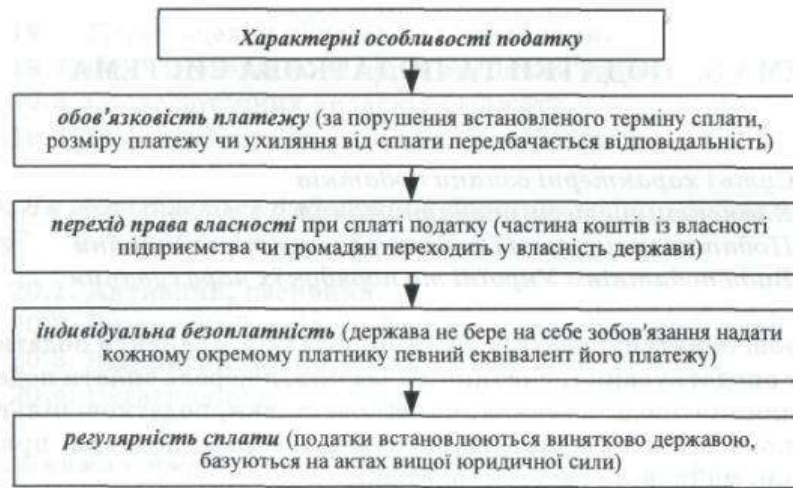 Характерні особливості податку
обов'язковість платежу (за порушення встановленого терміну сплати,
розміру платежу чи ухиляння від сплати передбачається відповідальність)
перехід права власності при сплаті податку (частина коштів із власності
підприємства чи громадян переходить у власність держави)
індивідуальна безоплатність (держава не бере на себе зобов'язання надати
кожному окремому платнику певний еквівалент його платежу)
регулярність сплати (податки встановлюються винятково державою,
базуються на актах вищої юридичної сили)